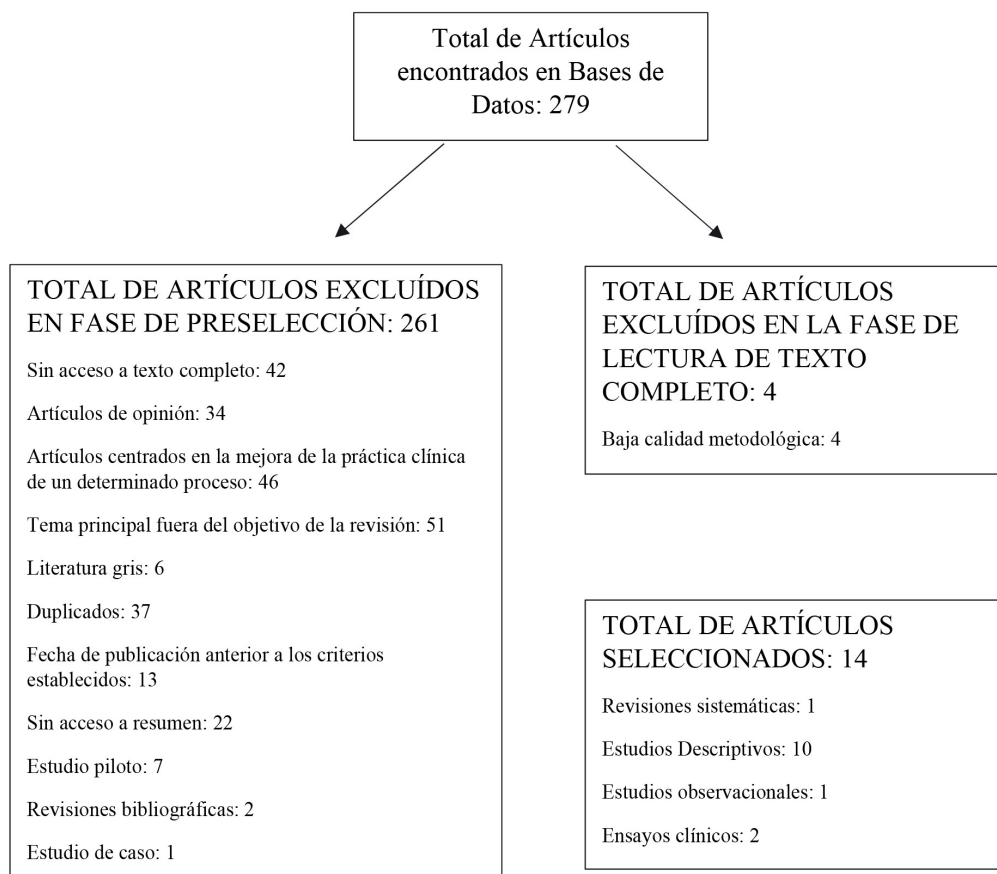 Total de Artículos
encontrados en Bases de
Datos: 279
TOTAL DE ARTÍCULOS EXCLUÍDOS
EN FASE DE PRESELECCIÓN: 261
Sin acceso a texto completo: 42
Artículos de opinión: 34
Artículos centrados en la mejora de la práctica clínica
de un determinado proceso: 46
Tema principal fuera del objetivo de la revisión: 51
Literatura gris: 6
Duplicados: 37
Fecha de publicación anterior a los criterios
establecidos: 13
Sin acceso a resumen: 22
Estudio piloto: 7
Revisiones bibliográficas: 2
Estudio de caso: 1
TOTAL DE ARTÍCULOS
EXCLUÍDOS EN LA FASE DE
LECTURA DE TEXTO
COMPLETO: 4
Baja calidad metodológica: 4
TOTAL DE ARTÍCULOS
SELECCIONADOS: 14
Revisiones sistemáticas: 1
Estudios Descriptivos: 10
Estudios observacionales: 1
Ensayos clínicos: 2